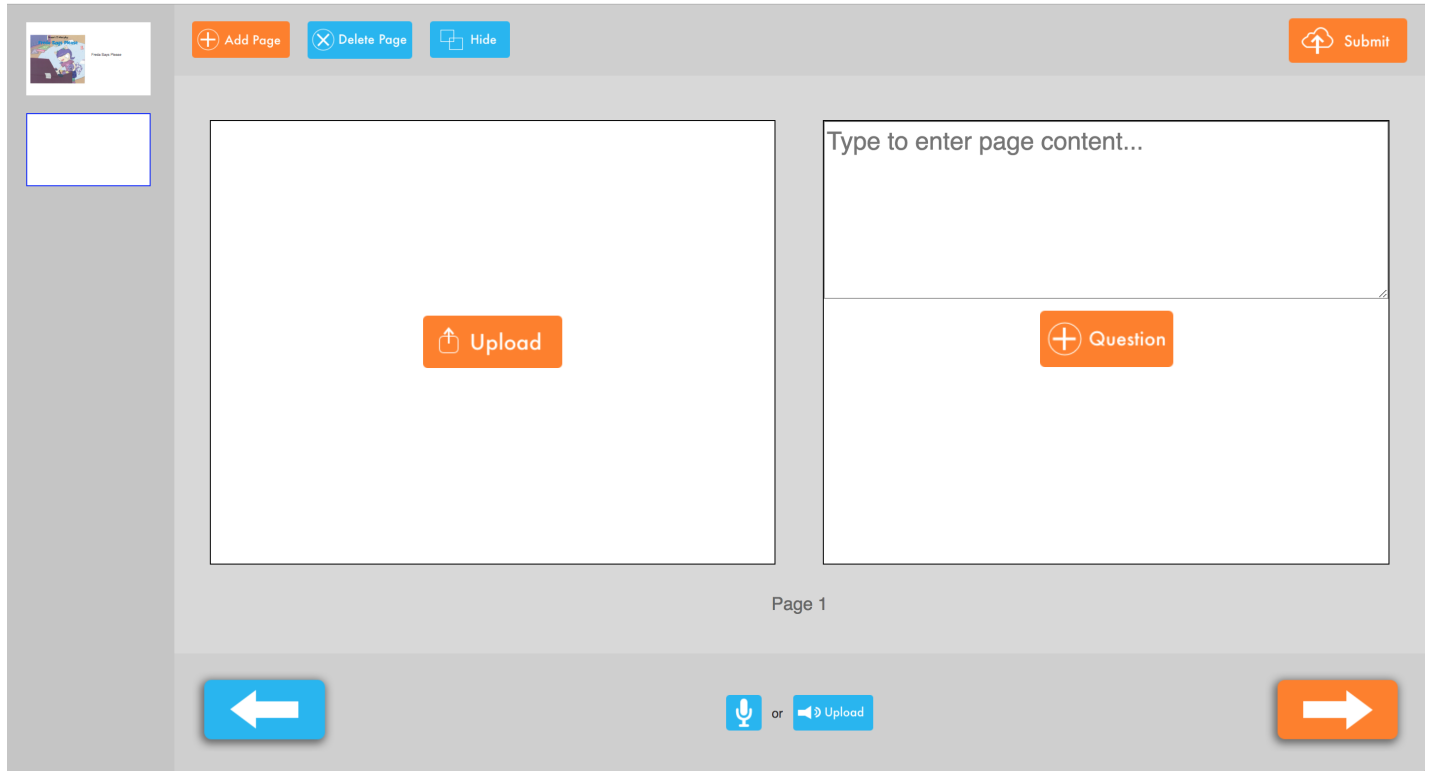 Add Page
Delete Page
Hide
Submit
Type to enter page content...
Upload
Question
Page 1
or
Upload